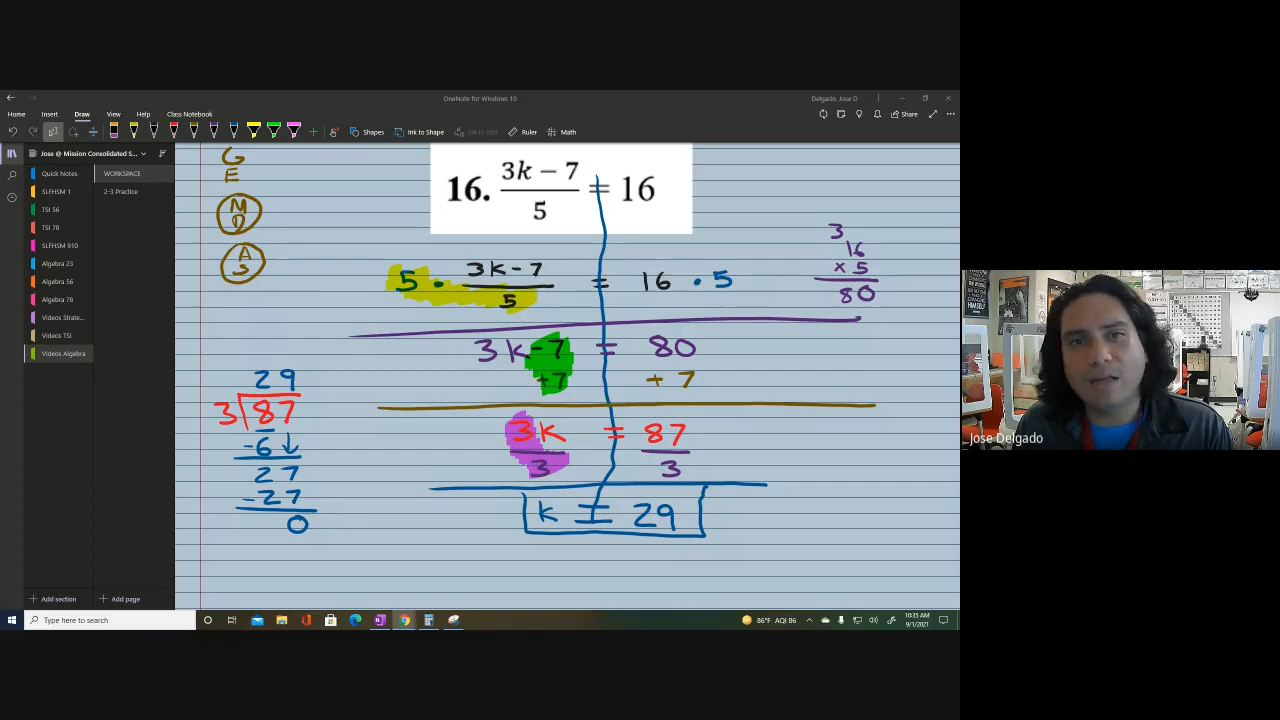 OneNote for Windows 10
Delgado, Jose D
Home Insert Draw View Help Class Notebook
Share
Shapes Ink to Shape Ink to Text Ruler Math
Jose @ Mission Consolidated S...
Quick Notes
SLFHSM 1
TSI 56
TSI 78
SLFHSM 910
Algebra 23
Algebra 56
Algebra 78
Videos Strate...
Videos TSI
Videos Algebra
Add section
WORKSPACE
2-3 Practice
Add page
G
E
M
D
A
S
16. (3k − 7)/5 = 16
5 · (3k-7)/5 = 16 · 5
3
16
× 5
80
3k-7 = 80
+7 + 7
3k/3 = 87/3
k = 29
29
3)87
-6↓
27
-27
0
Jose Delgado
Type here to search
86°F AQI 86
10:35 AM
9/1/2021